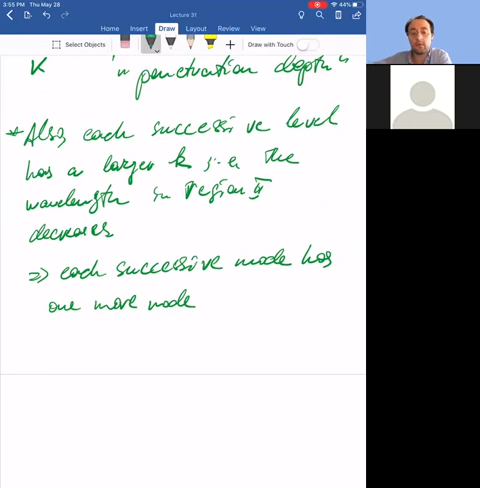 3:55 PM Thu May 28
44%
Lecture 31
Home Insert Draw Layout Review View
Select Objects
Draw with Touch
K "penetration depth"
* Also each successive level
has a larger k i.e. the
wavelength in region II
decreases
=> each successive mode has
one more node